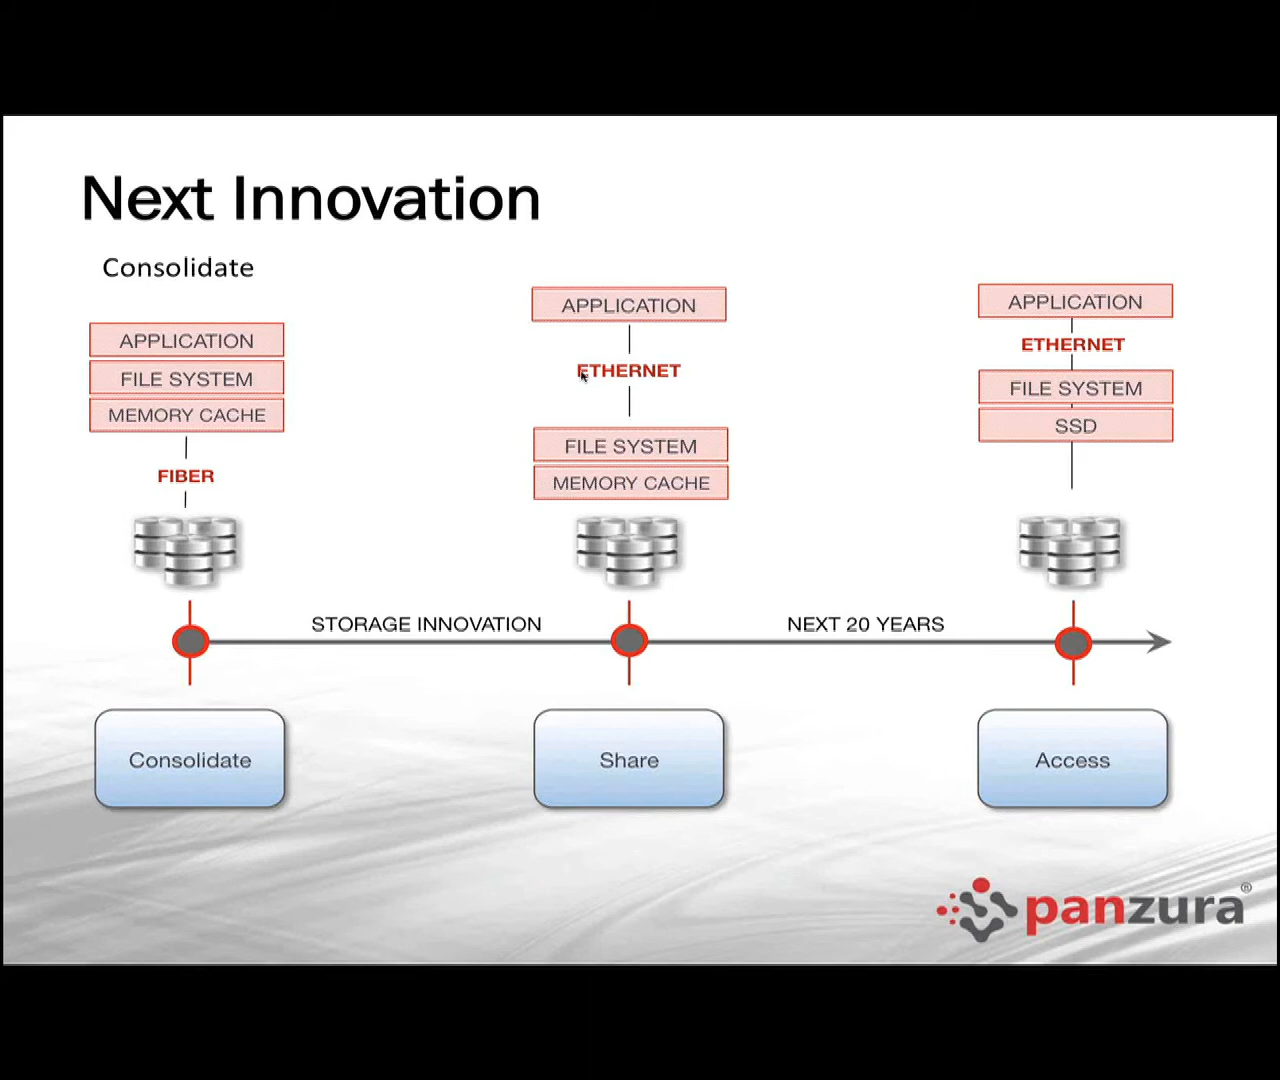 Next Innovation
Consolidate
APPLICATION
FILE SYSTEM
MEMORY CACHE
FIBER
APPLICATION
ETHERNET
FILE SYSTEM
MEMORY CACHE
APPLICATION
ETHERNET
FILE SYSTEM
SSD
STORAGE INNOVATION
NEXT 20 YEARS
Consolidate
Share
Access
panzura®